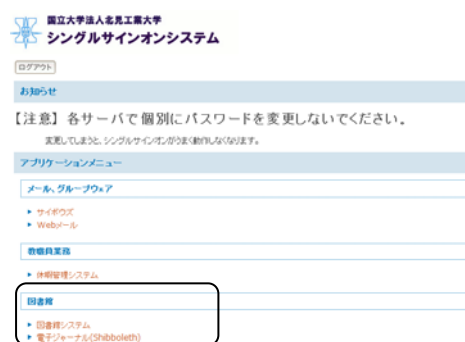 国立大学法人北見工業大学
シングルサインオンシステム
ログアウト
お知らせ
【注意】各サーバで個別にパスワードを変更しないでください。
変更してしまうと、シングルサインオンがうまく動作しなくなります。
アプリケーションメニュー
メール、グループウェア
サイボウズ
Webメール
教職員業務
休暇管理システム
図書館
図書館システム
電子ジャーナル(Shibboleth)